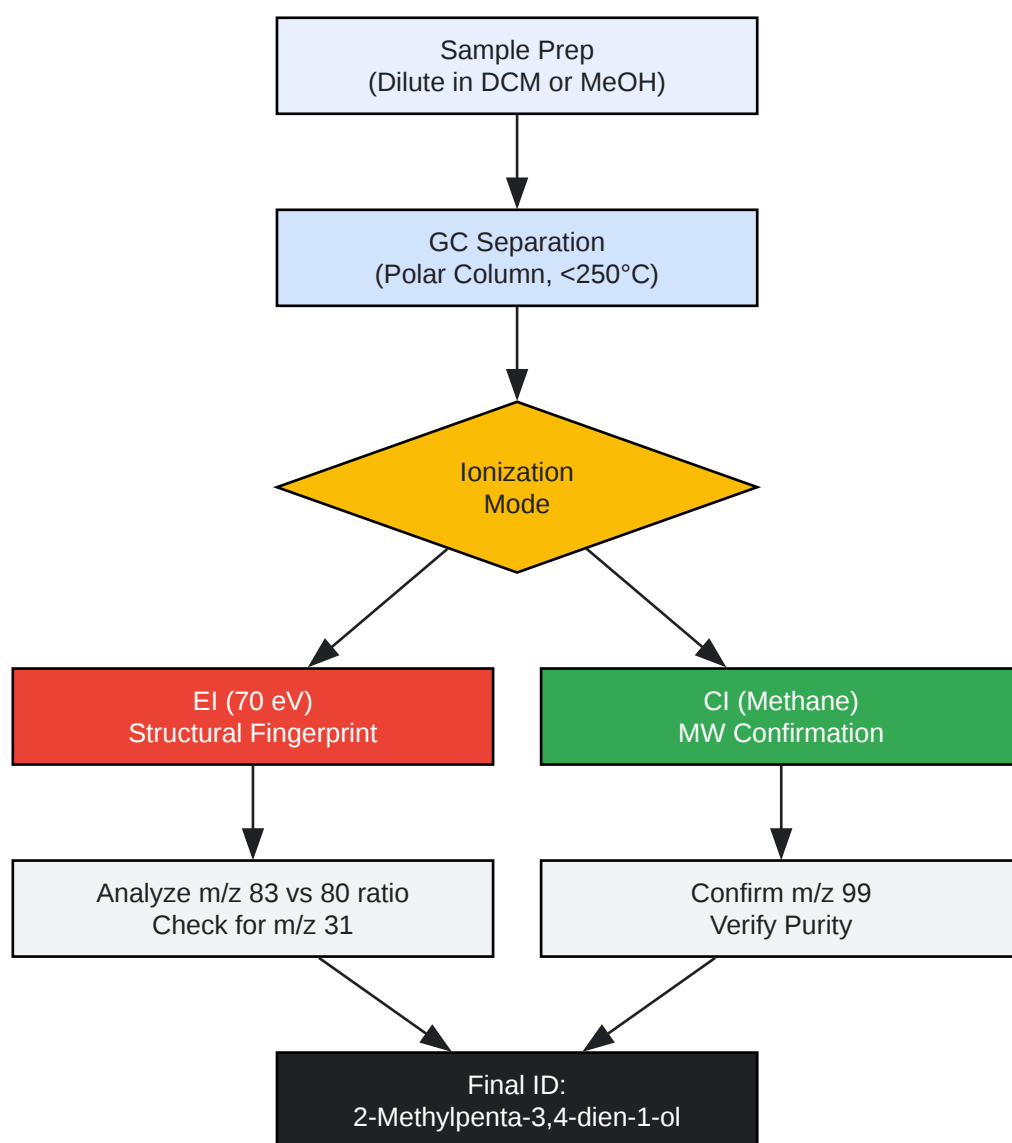 Sample Prep
(Dilute in DCM or MeOH)
GC Separation
(Polar Column, <250°C)
Ionization
Mode
EI (70 eV)
Structural Fingerprint
CI (Methane)
MW Confirmation
Analyze m/z 83 vs 80 ratio
Check for m/z 31
Confirm m/z 99
Verify Purity
Final ID:
2-Methylpenta-3,4-dien-1-ol